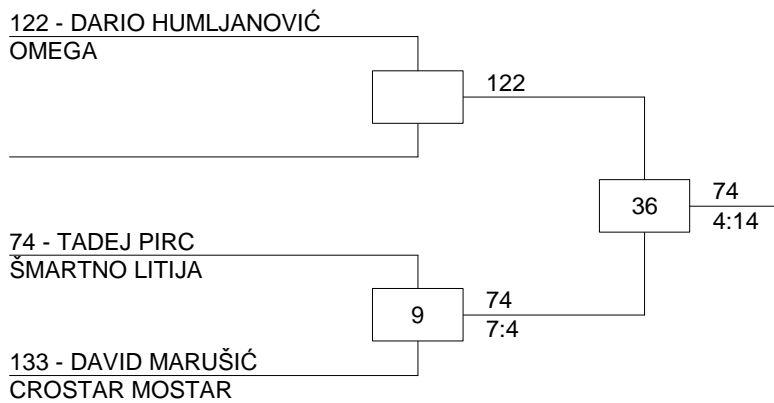 122 - DARIO HUMLJANOVIĆ
OMEGA
122
36
74
4:14
74 - TADEJ PIRC
ŠMARTNO LITIJA
9
74
7:4
133 - DAVID MARUŠIĆ
CROSTAR MOSTAR